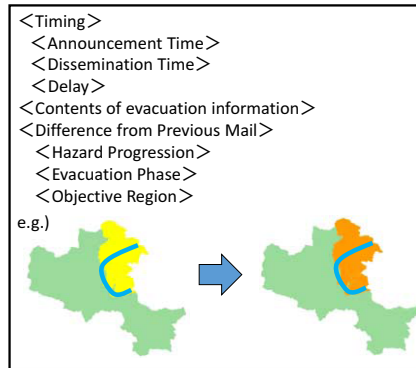 ＜Timing＞
＜Announcement Time＞
＜Dissemination Time＞
＜Delay＞
＜Contents of evacuation information＞
＜Difference from Previous Mail＞
＜Hazard Progression＞
＜Evacuation Phase＞
＜Objective Region＞
e.g.)